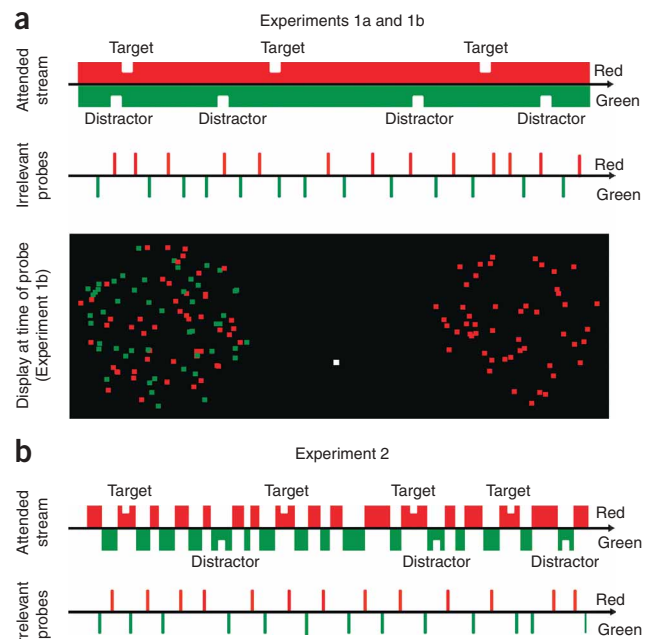 a
Experiments 1a and 1b
Target Target Target
Attended
stream
Red
Green
Distractor Distractor Distractor Distractor
Irrelevant
probes
Red
Green
Display at time of probe
(Experiment 1b)
b
Experiment 2
Target Target Target Target
Attended
stream
Red
Green
Distractor Distractor Distractor
Irrelevant
probes
Red
Green